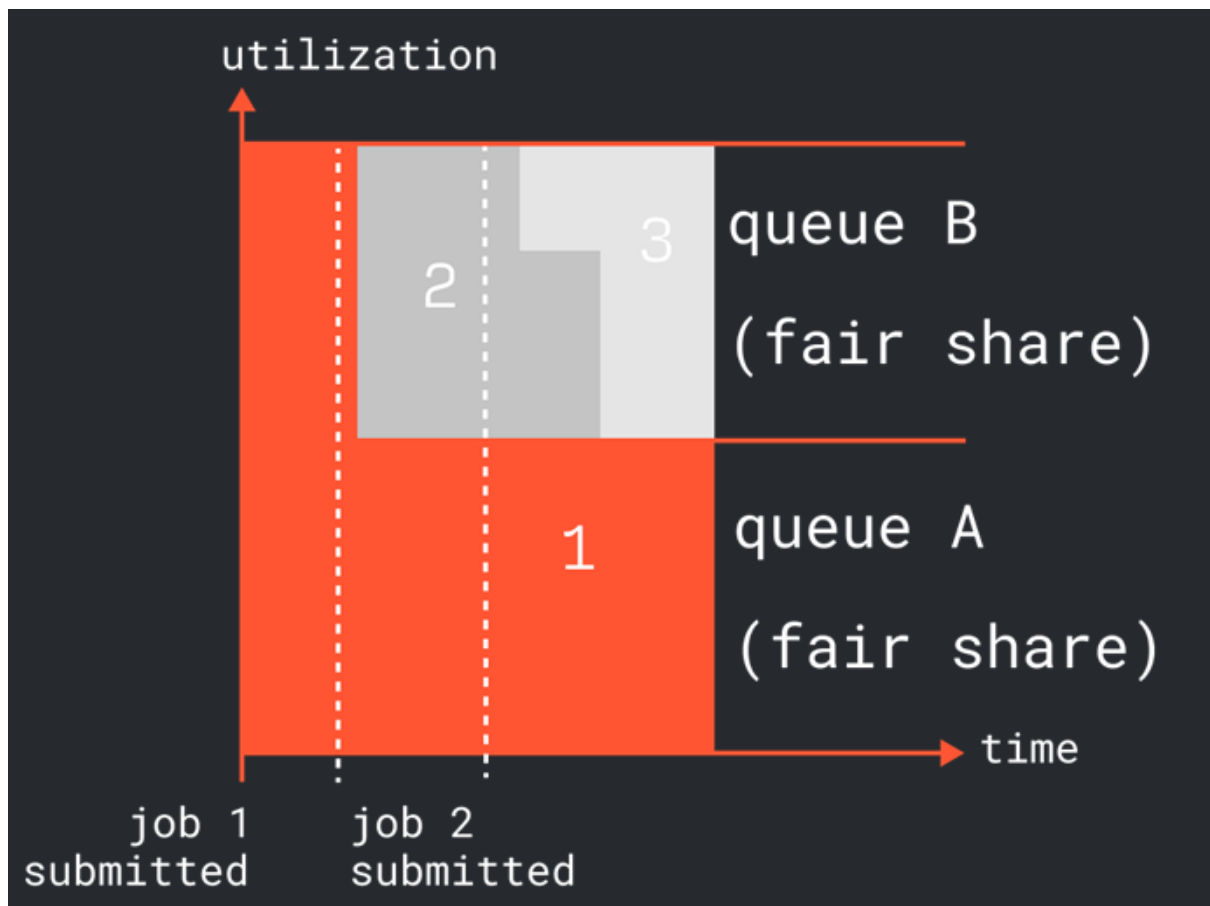 utilization
queue B
3
2
(fair share)
queue A
1
(fair share)
time
job 1
submitted
job 2
submitted